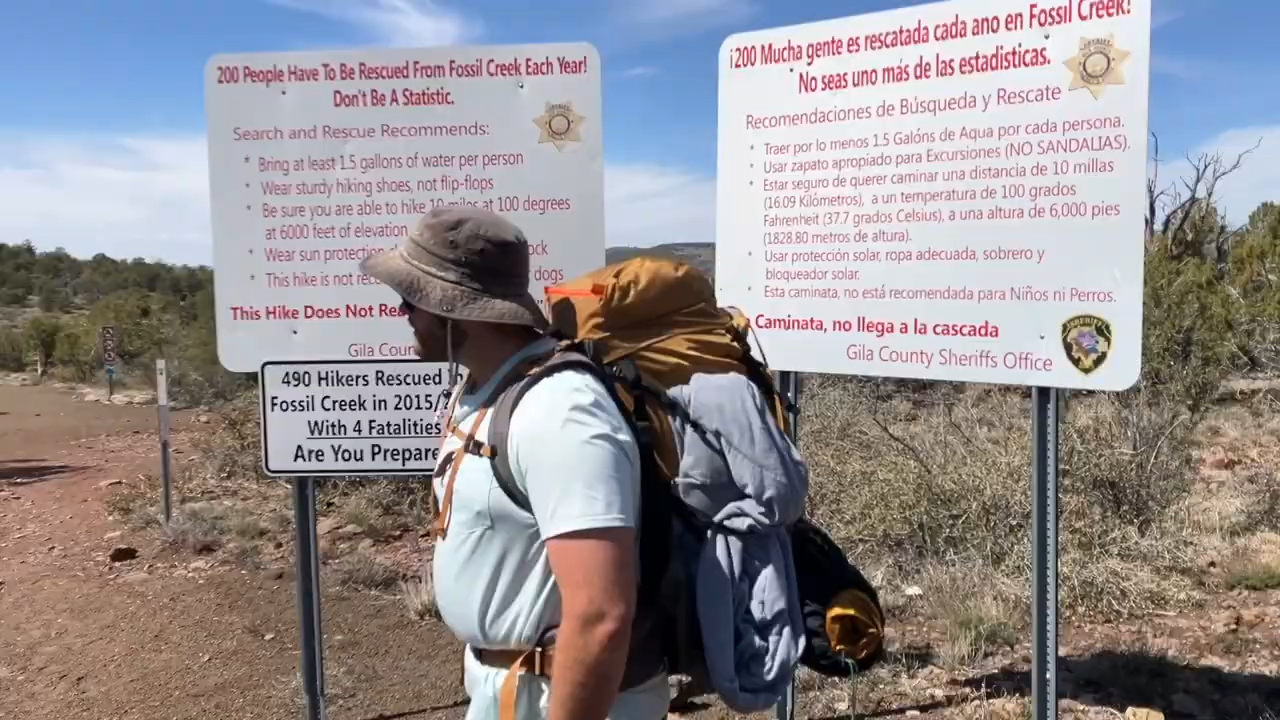 200 People Have To Be Rescued From Fossil Creek Each Year!
Don't Be A Statistic.
Search and Rescue Recommends:
* Bring at least 1.5 gallons of water per person
* Wear sturdy hiking shoes, not flip-flops
* Be sure you are able to hike 10 miles at 100 degrees
at 6000 feet of elevation
* Wear sun protection
* This hike is not dogs
This Hike Does Not
Gila
490 Hikers Rescued
Fossil Creek in 2015/
With 4 Fatalities
Are You
¡200 Mucha gente es rescatada cada ano en Fossil Creek!
No seas uno más de las estadisticas.
Recomendaciones de Búsqueda y Rescate
* Traer por lo menos 1.5 Galóns de Aqua por cada persona.
* Usar zapato apropiado para Excursiones (NO SANDALIAS).
* Estar seguro de querer caminar una distancia de 10 millas
(16.09 Kilómetros), a un temperatura de 100 grados
Fahrenheit (37.7 grados Celsius), a una altura de 6,000 pies
(1828.80 metros de altura).
* Usar protección solar, ropa adecuada, sobrero y
bloqueador solar.
* Esta caminata, no está recomendada para Niños ni Perros.
Caminata, no llega a la cascada
Gila County Sheriffs Office
SHERIFF